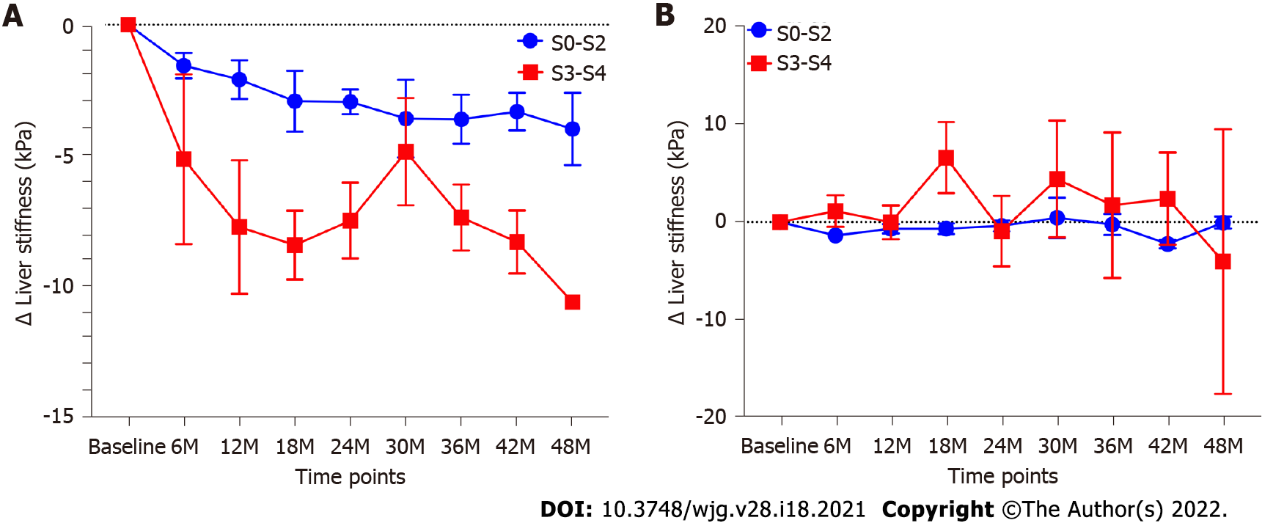 A
0
-5
-10
-15
Δ Liver stiffness (kPa)
S0-S2
S3-S4
Baseline 6M 12M 18M 24M 30M 36M 42M 48M
Time points
B
20
10
0
-10
-20
Δ Liver stiffness (kPa)
S0-S2
S3-S4
Baseline 6M 12M 18M 24M 30M 36M 42M 48M
Time points
DOI: 10.3748/wjg.v28.i18.2021 Copyright ©The Author(s) 2022.